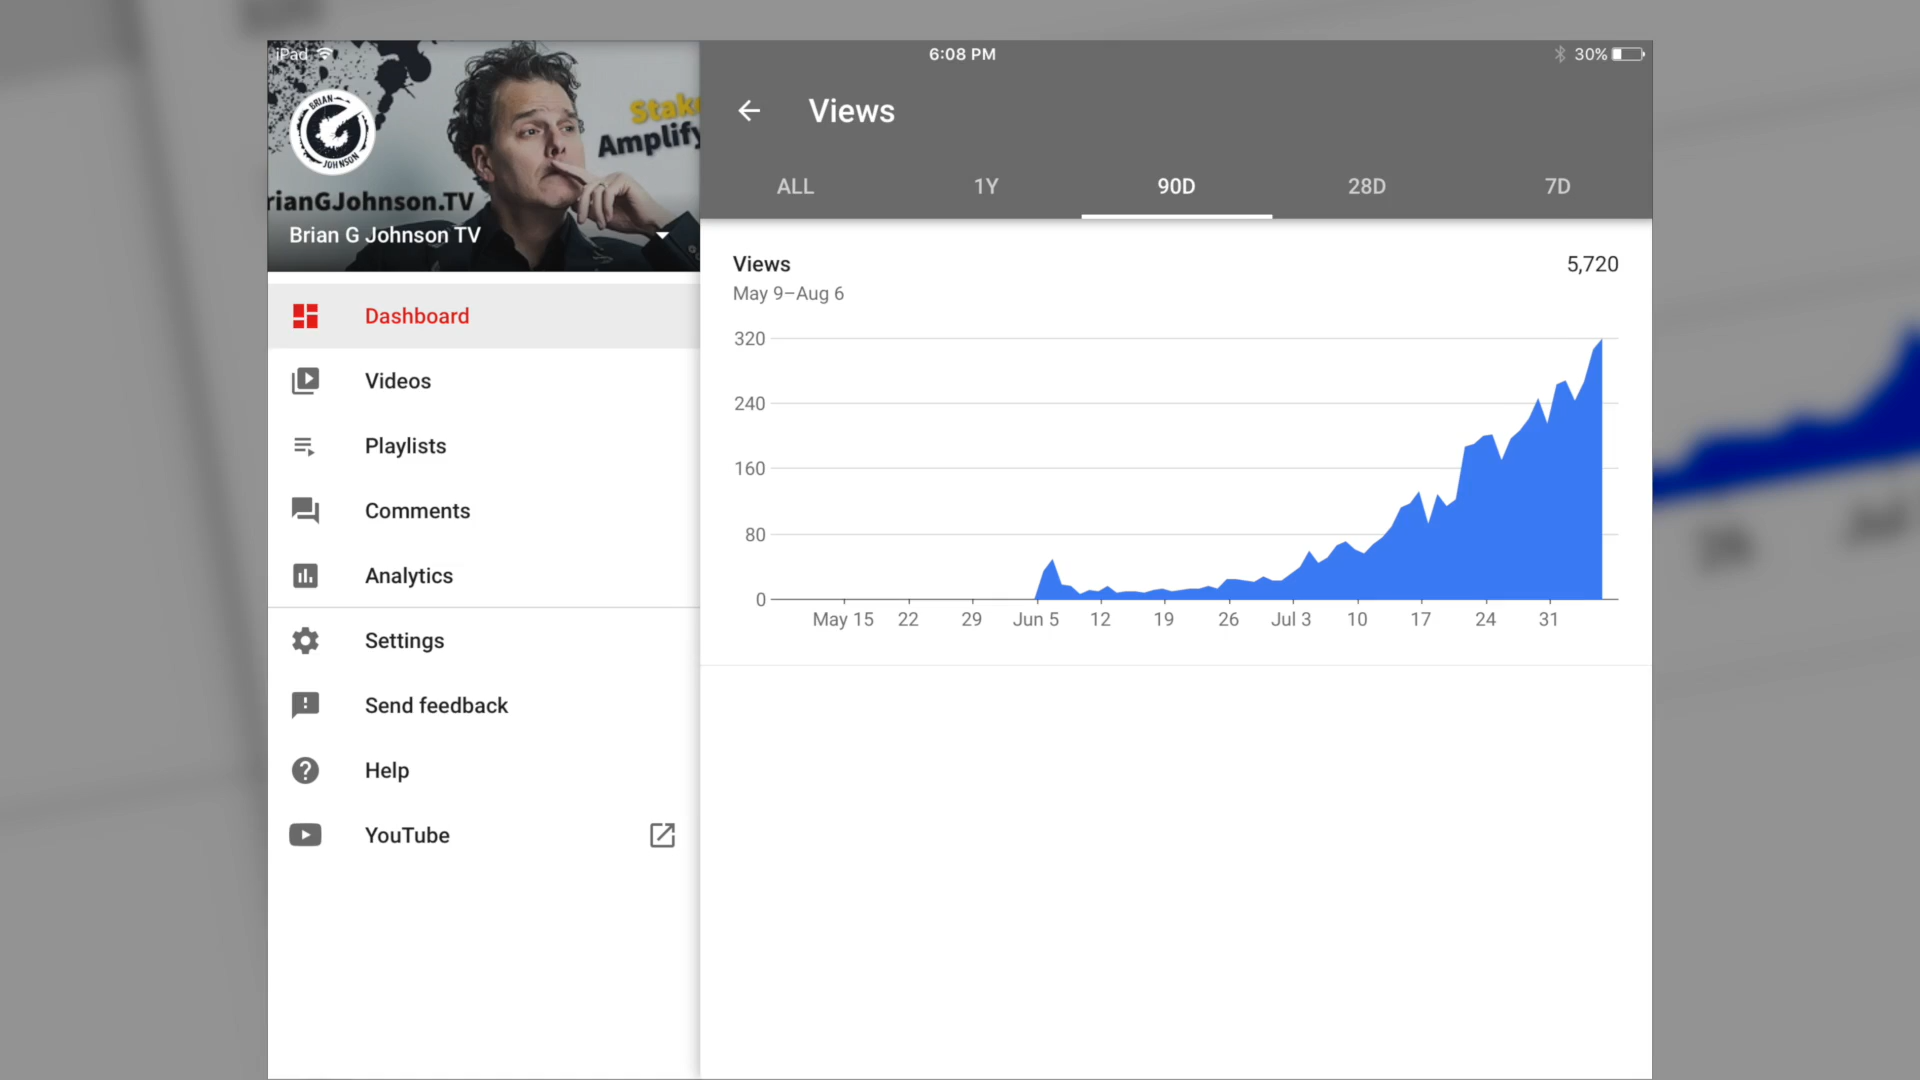 iPad
6:08 PM
30%
BRIAN
JOHNSON
Stak
Amplify
rianGJohnson.TV
Brian G Johnson TV
Dashboard
Videos
Playlists
Comments
Analytics
Settings
Send feedback
Help
YouTube
Views
ALL 1Y 90D 28D 7D
Views 5,720
May 9–Aug 6
320
240
160
80
0
May 15 22 29 Jun 5 12 19 26 Jul 3 10 17 24 31